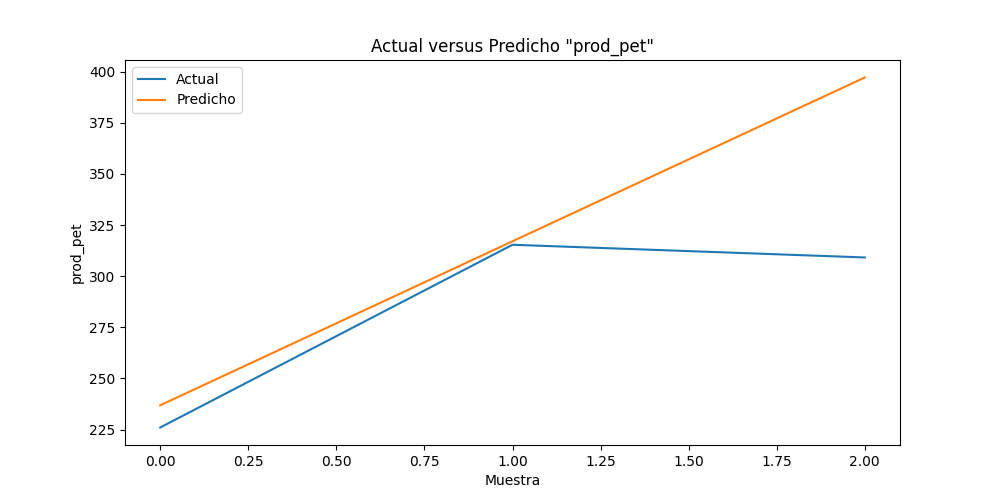 Actual versus Predicho "prod_pet"
Actual
Predicho
400
375
350
325
300
275
250
225
prod_pet
0.00 0.25 0.50 0.75 1.00 1.25 1.50 1.75 2.00
Muestra